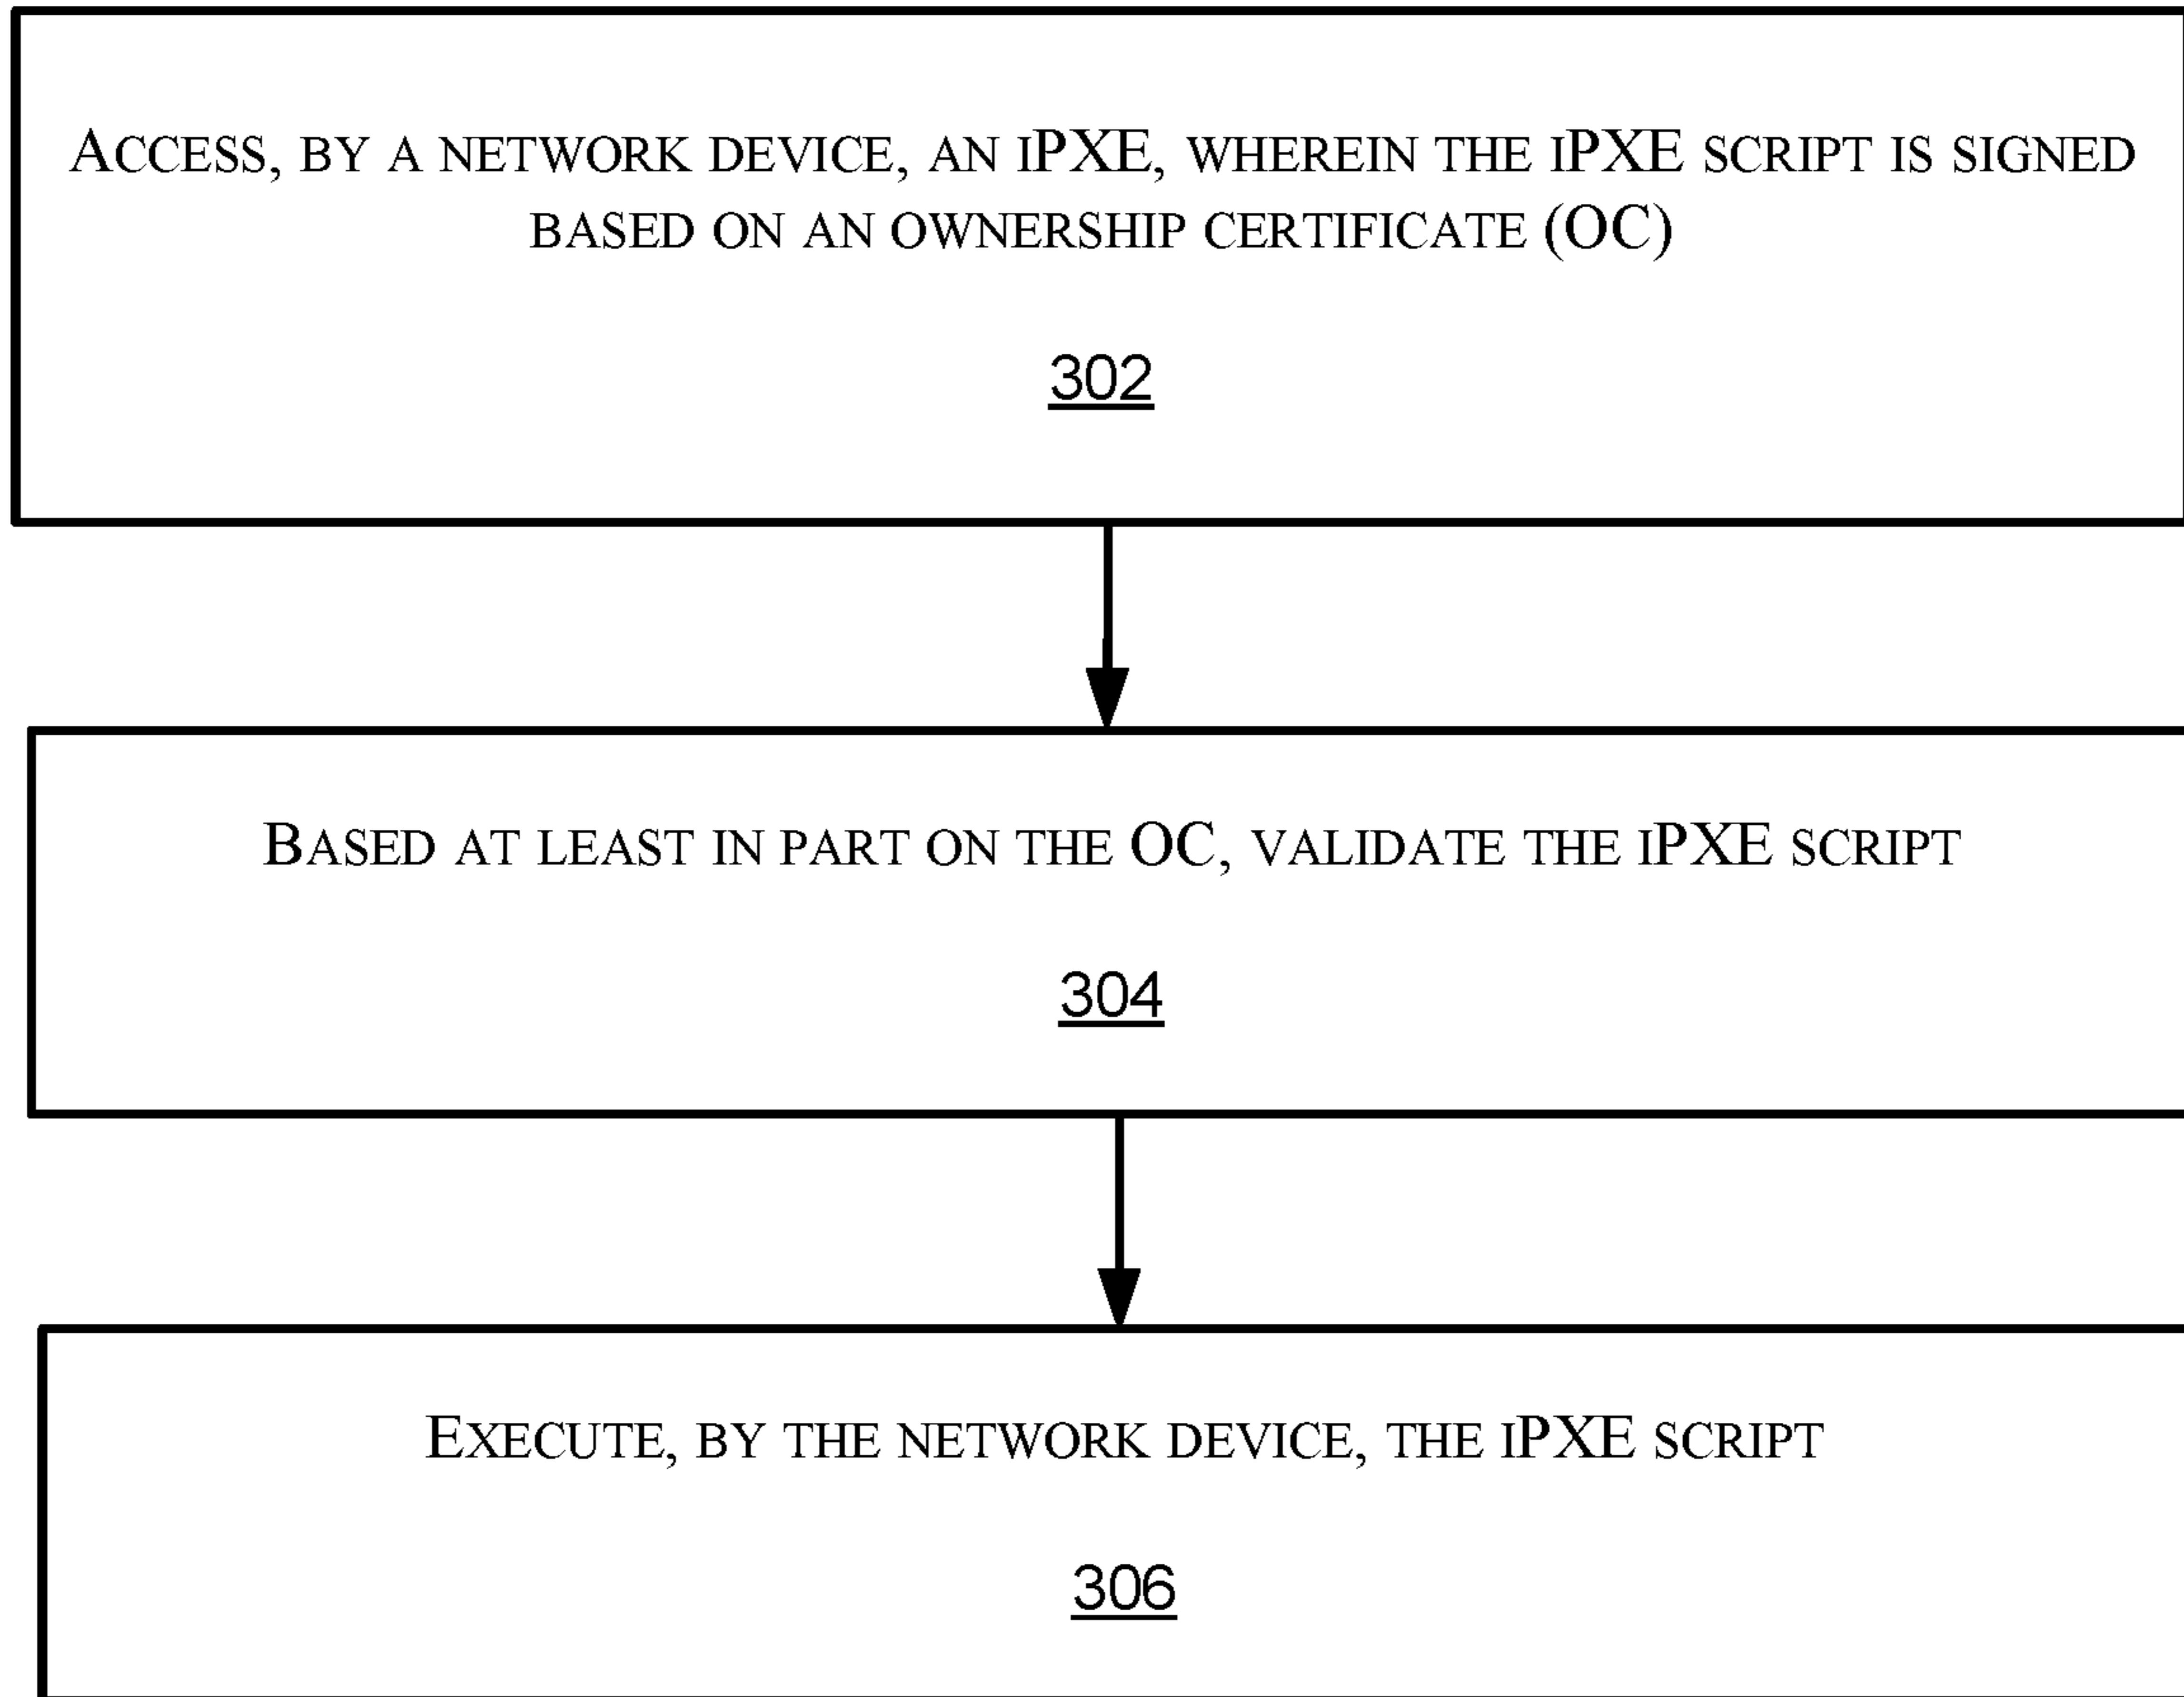 ACCESS, BY A NETWORK DEVICE, AN iPXE, WHEREIN THE iPXE SCRIPT IS SIGNED
BASED ON AN OWNERSHIP CERTIFICATE (OC)
302
BASED AT LEAST IN PART ON THE OC, VALIDATE THE iPXE SCRIPT
304
EXECUTE, BY THE NETWORK DEVICE, THE iPXE SCRIPT
306